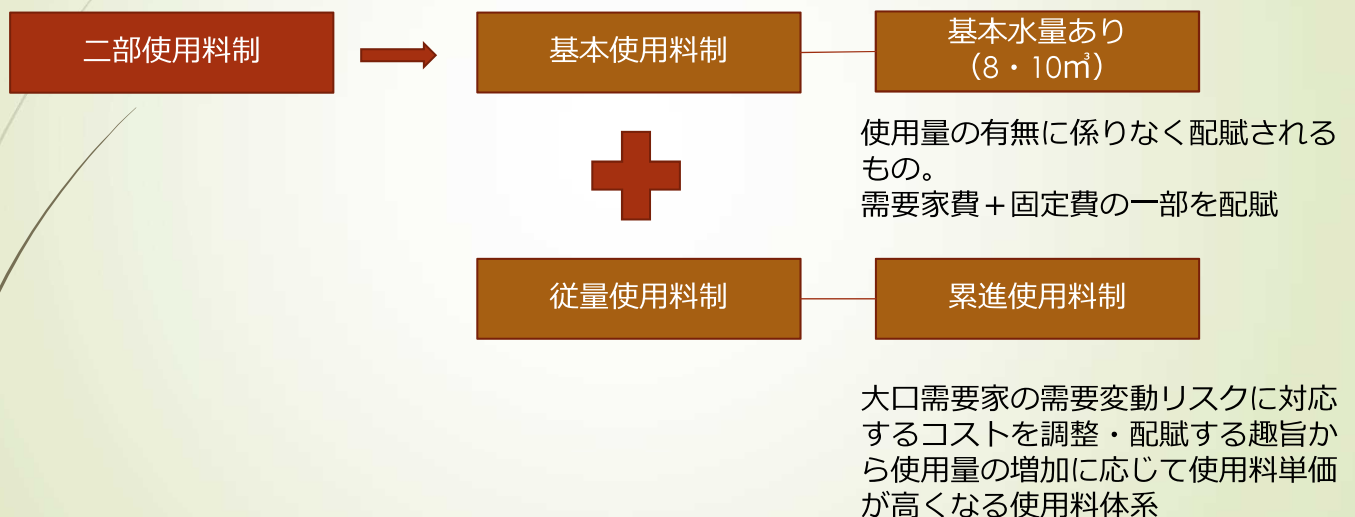 二部使用料制
基本使用料制
基本水量あり
（8・10㎥）
使用量の有無に係りなく配賦される
もの。
需要家費＋固定費の一部を配賦
従量使用料制
累進使用料制
大口需要家の需要変動リスクに対応
するコストを調整・配賦する趣旨か
ら使用量の増加に応じて使用料単価
が高くなる使用料体系